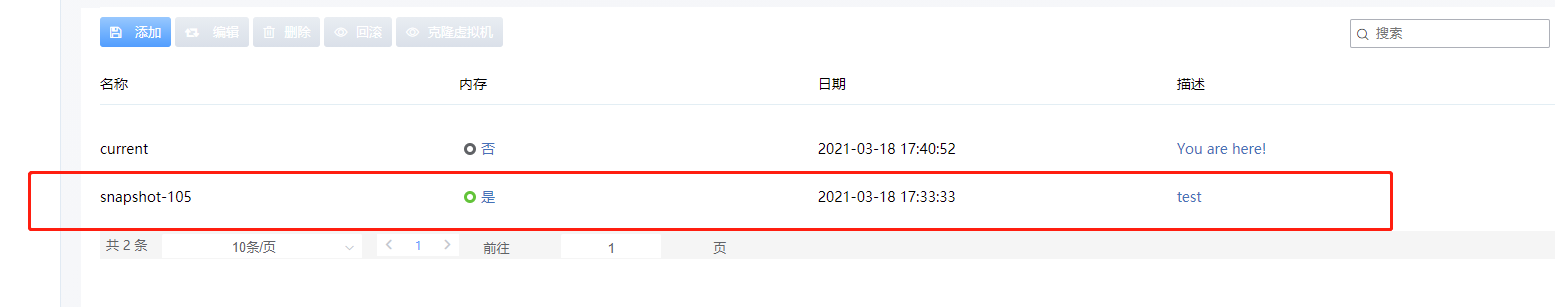 添加 编辑 删除 回滚 克隆虚拟机 搜索
名称 内存 日期 描述
current 否 2021-03-18 17:40:52 You are here!
snapshot-105 是 2021-03-18 17:33:33 test
共 2 条 10条/页 1 前往 1 页